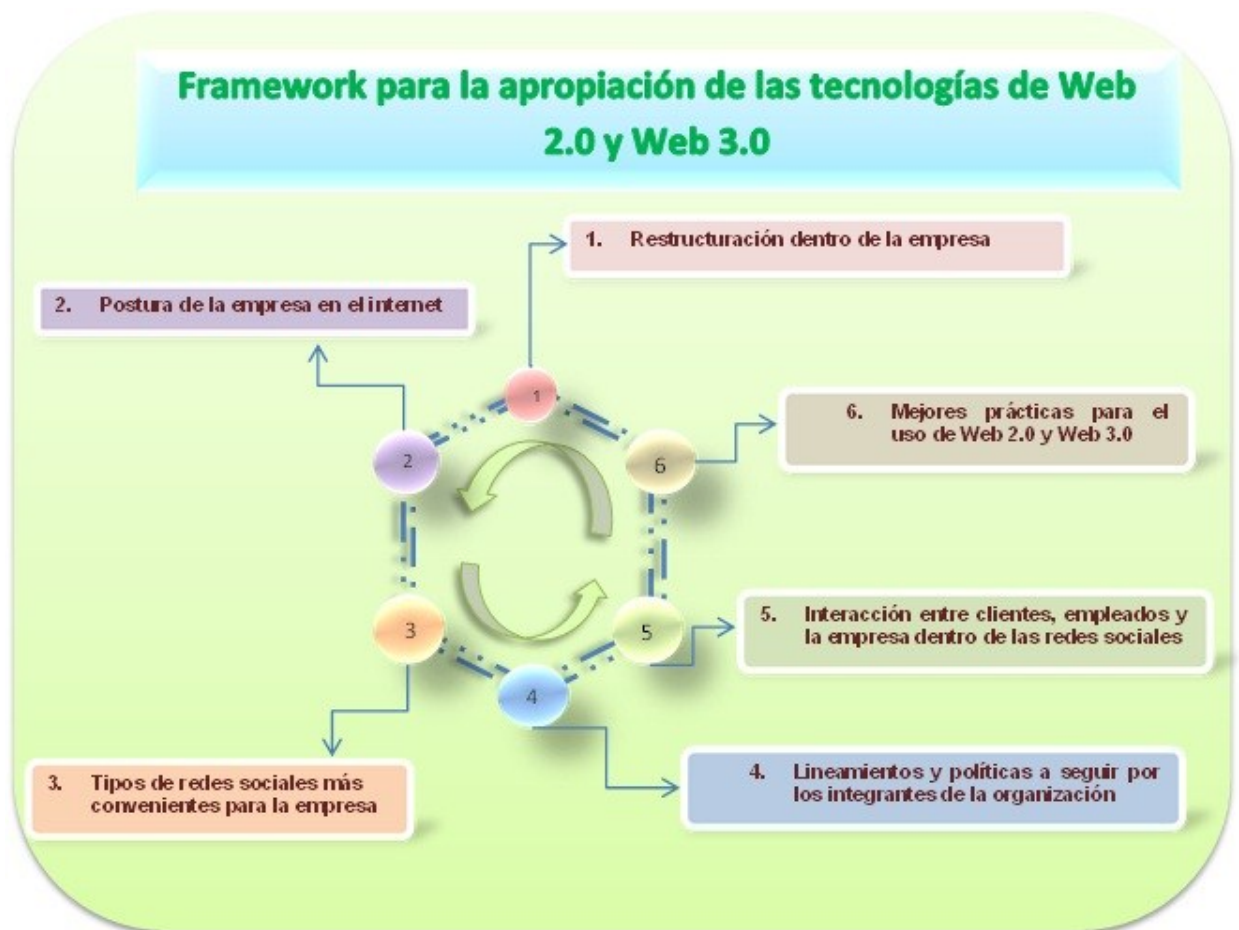 Framework para la apropiación de las tecnologías de Web
2.0 y Web 3.0
1. Restructuración dentro de la empresa
2. Postura de la empresa en el internet
1
6. Mejores prácticas para el
uso de Web 2.0 y Web 3.0
2
6
3
5
4
5. Interacción entre clientes, empleados y
la empresa dentro de las redes sociales
3. Tipos de redes sociales más
convenientes para la empresa
4. Lineamientos y políticas a seguir por
los integrantes de la organización